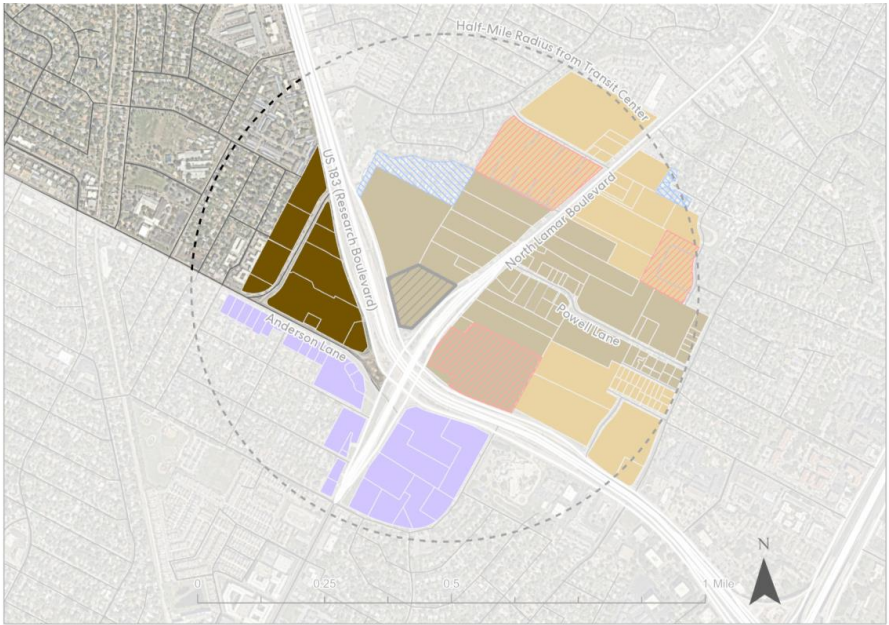 Half-Mile Radius from Transit Center
US 183 (Research Boulevard)
North Lamar Boulevard
Powell Lane
Anderson Lane
N
0 0.25 0.5 1 Mile